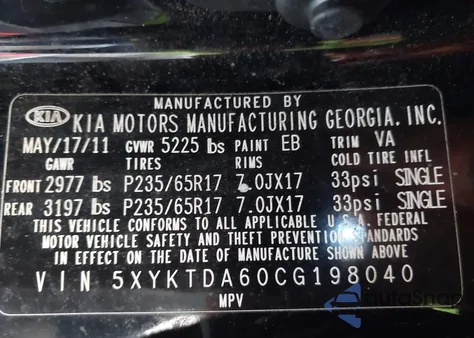 MANUFACTURED BY
KIA KIA MOTORS MANUFACTURING GEORGIA, INC.
MAY/17/11 GVWR 5225 lbs PAINT EB TRIM VA
GAWR TIRES RIMS COLD TIRE INFL
FRONT 2977 lbs P235/65R17 7.0JX17 33psi SINGLE
REAR 3197 lbs P235/65R17 7.0JX17 33psi SINGLE
THIS VEHICLE CONFORMS TO ALL APPLICABLE U.S.A. FEDERAL
MOTOR VEHICLE SAFETY AND THEFT PREVENTION STANDARDS
IN EFFECT ON THE DATE OF MANUFACTURE SHOWN ABOVE
VIN 5XYKTDA60CG198040
MPV
AutoSnap